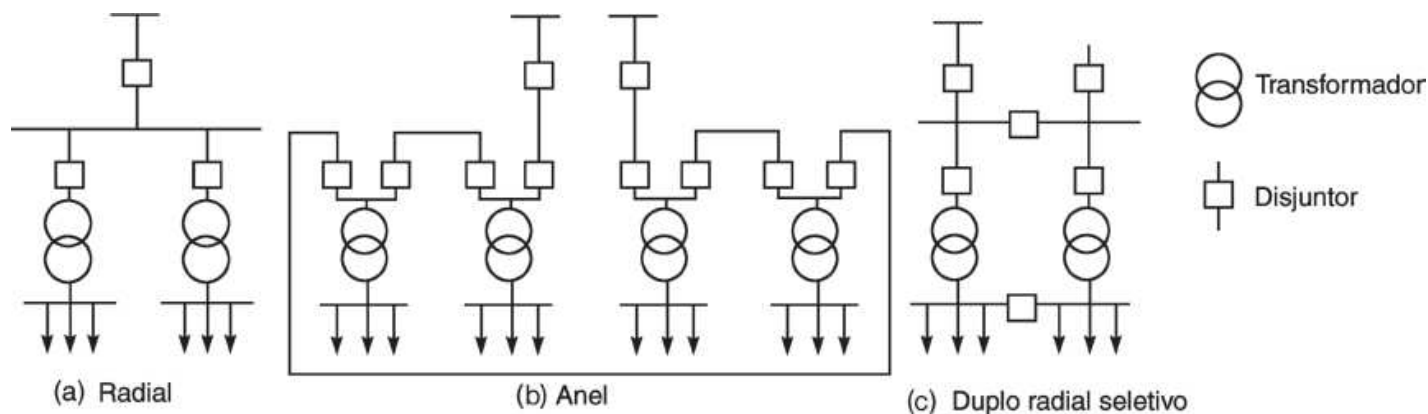 Transformador
Disjuntor
(a) Radial
(b) Anel
(c) Duplo radial seletivo